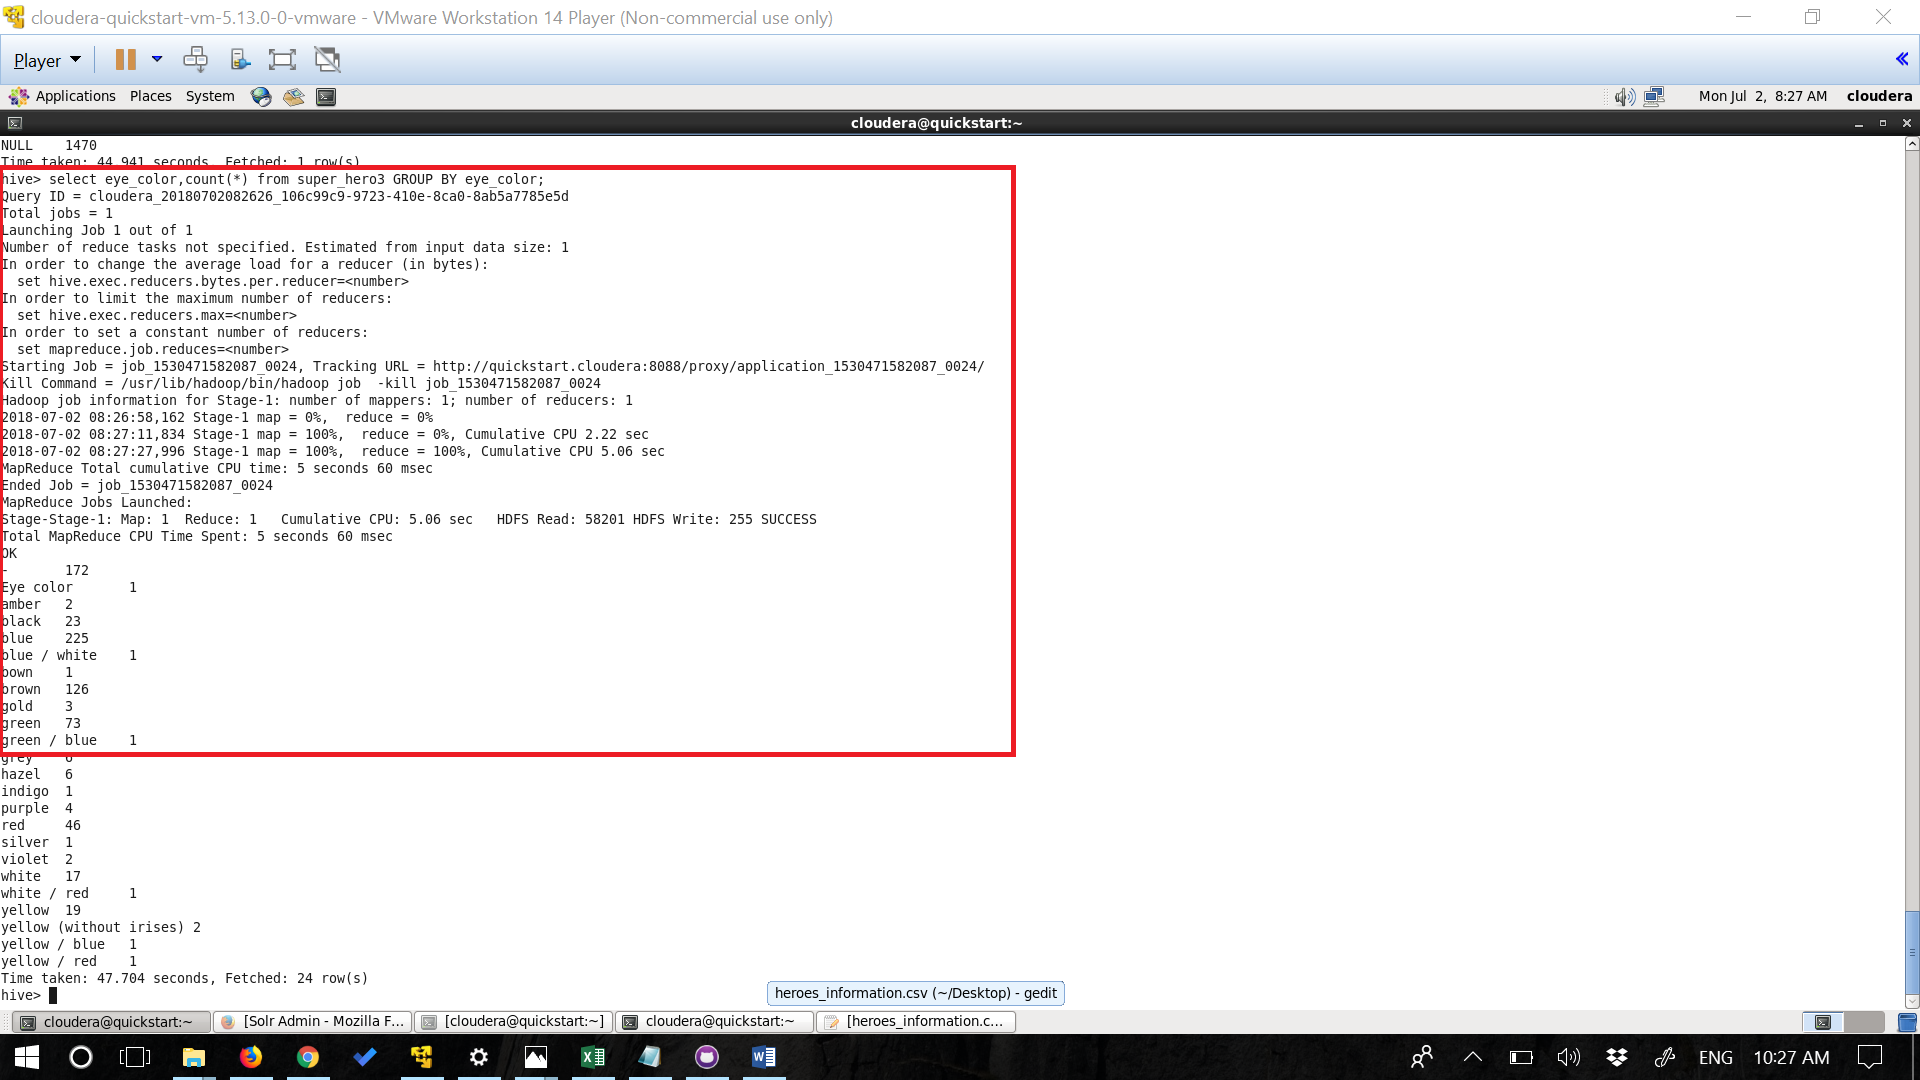 cloudera-quickstart-vm-5.13.0-0-vmware - VMware Workstation 14 Player (Non-commercial use only)
Player
Applications Places System Mon Jul 2, 8:27 AM cloudera
cloudera@quickstart:~
NULL 1470
Time taken: 44.941 seconds, Fetched: 1 row(s)
hive> select eye_color,count(*) from super_hero3 GROUP BY eye_color;
Query ID = cloudera_20180702082626_106c99c9-9723-410e-8ca0-8ab5a7785e5d
Total jobs = 1
Launching Job 1 out of 1
Number of reduce tasks not specified. Estimated from input data size: 1
In order to change the average load for a reducer (in bytes):
set hive.exec.reducers.bytes.per.reducer=<number>
In order to limit the maximum number of reducers:
set hive.exec.reducers.max=<number>
In order to set a constant number of reducers:
set mapreduce.job.reduces=<number>
Starting Job = job_1530471582087_0024, Tracking URL = http://quickstart.cloudera:8088/proxy/application_1530471582087_0024/
Kill Command = /usr/lib/hadoop/bin/hadoop job  -kill job_1530471582087_0024
Hadoop job information for Stage-1: number of mappers: 1; number of reducers: 1
2018-07-02 08:26:58,162 Stage-1 map = 0%,  reduce = 0%
2018-07-02 08:27:11,834 Stage-1 map = 100%,  reduce = 0%, Cumulative CPU 2.22 sec
2018-07-02 08:27:27,996 Stage-1 map = 100%,  reduce = 100%, Cumulative CPU 5.06 sec
MapReduce Total cumulative CPU time: 5 seconds 60 msec
Ended Job = job_1530471582087_0024
MapReduce Jobs Launched:
Stage-Stage-1: Map: 1  Reduce: 1   Cumulative CPU: 5.06 sec   HDFS Read: 58201 HDFS Write: 255 SUCCESS
Total MapReduce CPU Time Spent: 5 seconds 60 msec
OK
- 172
Eye color 1
amber 2
black 23
blue 225
blue / white 1
bown 1
brown 126
gold 3
green 73
green / blue 1
grey 6
hazel 6
indigo 1
purple 4
red 46
silver 1
violet 2
white 17
white / red 1
yellow 19
yellow (without irises) 2
yellow / blue 1
yellow / red 1
Time taken: 47.704 seconds, Fetched: 24 row(s)
hive>
heroes_information.csv (~/Desktop) - gedit
cloudera@quickstart:~ [Solr Admin - Mozilla F... [cloudera@quickstart:~] cloudera@quickstart:~ [heroes_information.c...
ENG 10:27 AM